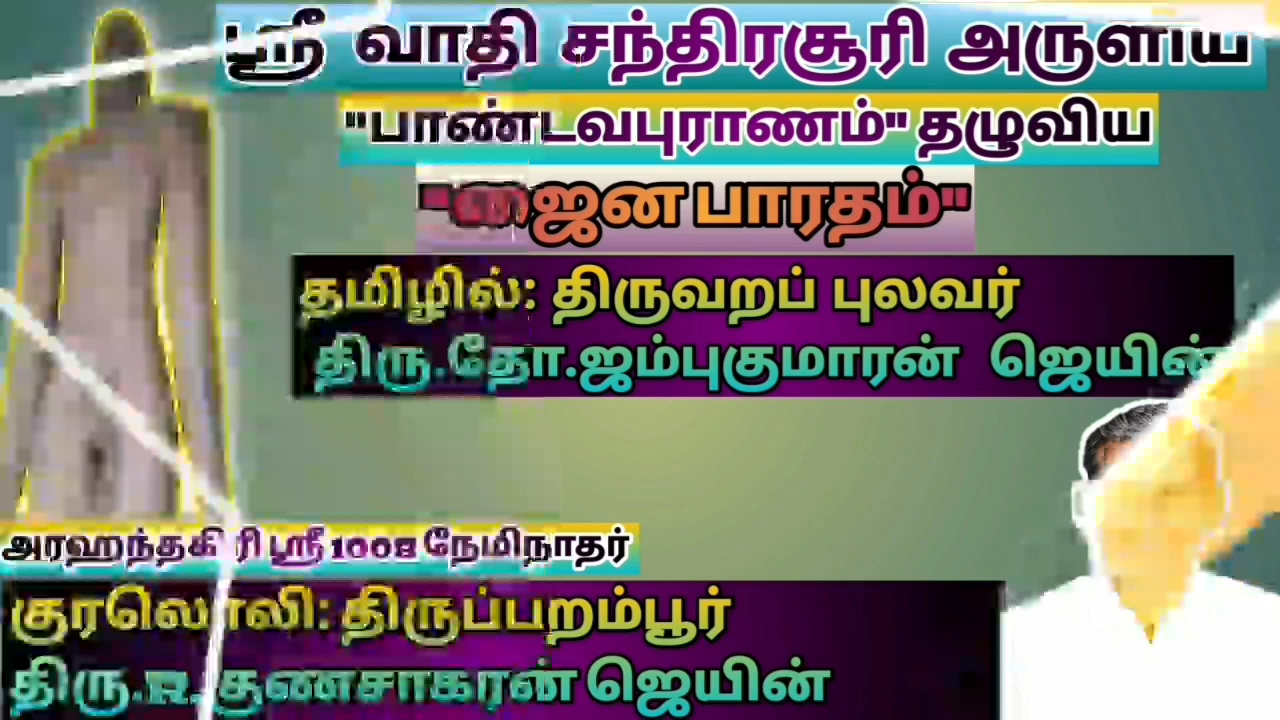 ஸ்ரீ வாதி சந்திரசூரி அருளிய
"பாண்டவபுராணம்" தழுவிய
"ஜைன பாரதம்"
தமிழில்: திருவறப் புலவர்
திரு.தோ.ஜம்புகுமாரன் ஜெயின்
அரஹந்தகிரி ஸ்ரீ 1008 நேமிநாதர்
குரலொலி: திருப்பறம்பூர்
திரு. குணசாகரன் ஜெயின்